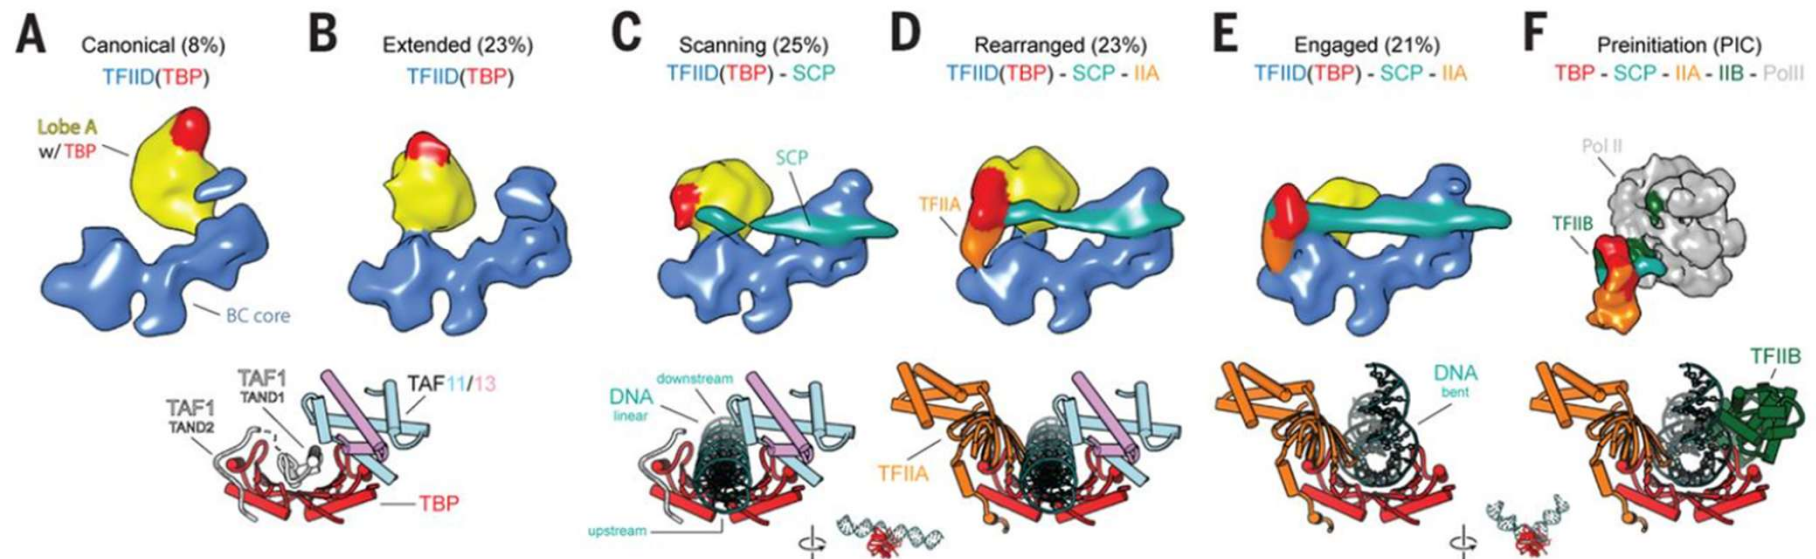 A
Canonical (8%)
TFIID(TBP)
Lobe A
w/ TBP
BC core
B
Extended (23%)
TFIID(TBP)
TAF1
TAND2
TAF1
TAND1
TAF11/13
TBP
C
Scanning (25%)
TFIID(TBP) - SCP
SCP
DNA
linear
downstream
upstream
D
Rearranged (23%)
TFIID(TBP) - SCP - IIA
TFIIA
TFIIA
E
Engaged (21%)
TFIID(TBP) - SCP - IIA
DNA
bent
F
Preinitiation (PIC)
TBP - SCP - IIA - IIB - PolII
Pol II
TFIIB
TFIIB